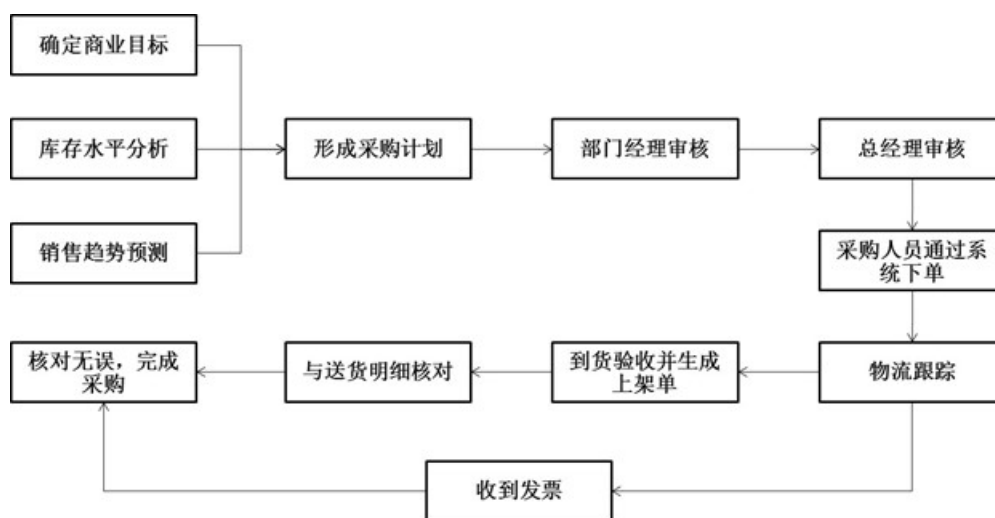 确定商业目标
库存水平分析
形成采购计划
部门经理审核
总经理审核
销售趋势预测
采购人员通过系
统下单
核对无误，完成
采购
与送货明细核对
到货验收并生成
上架单
物流跟踪
收到发票